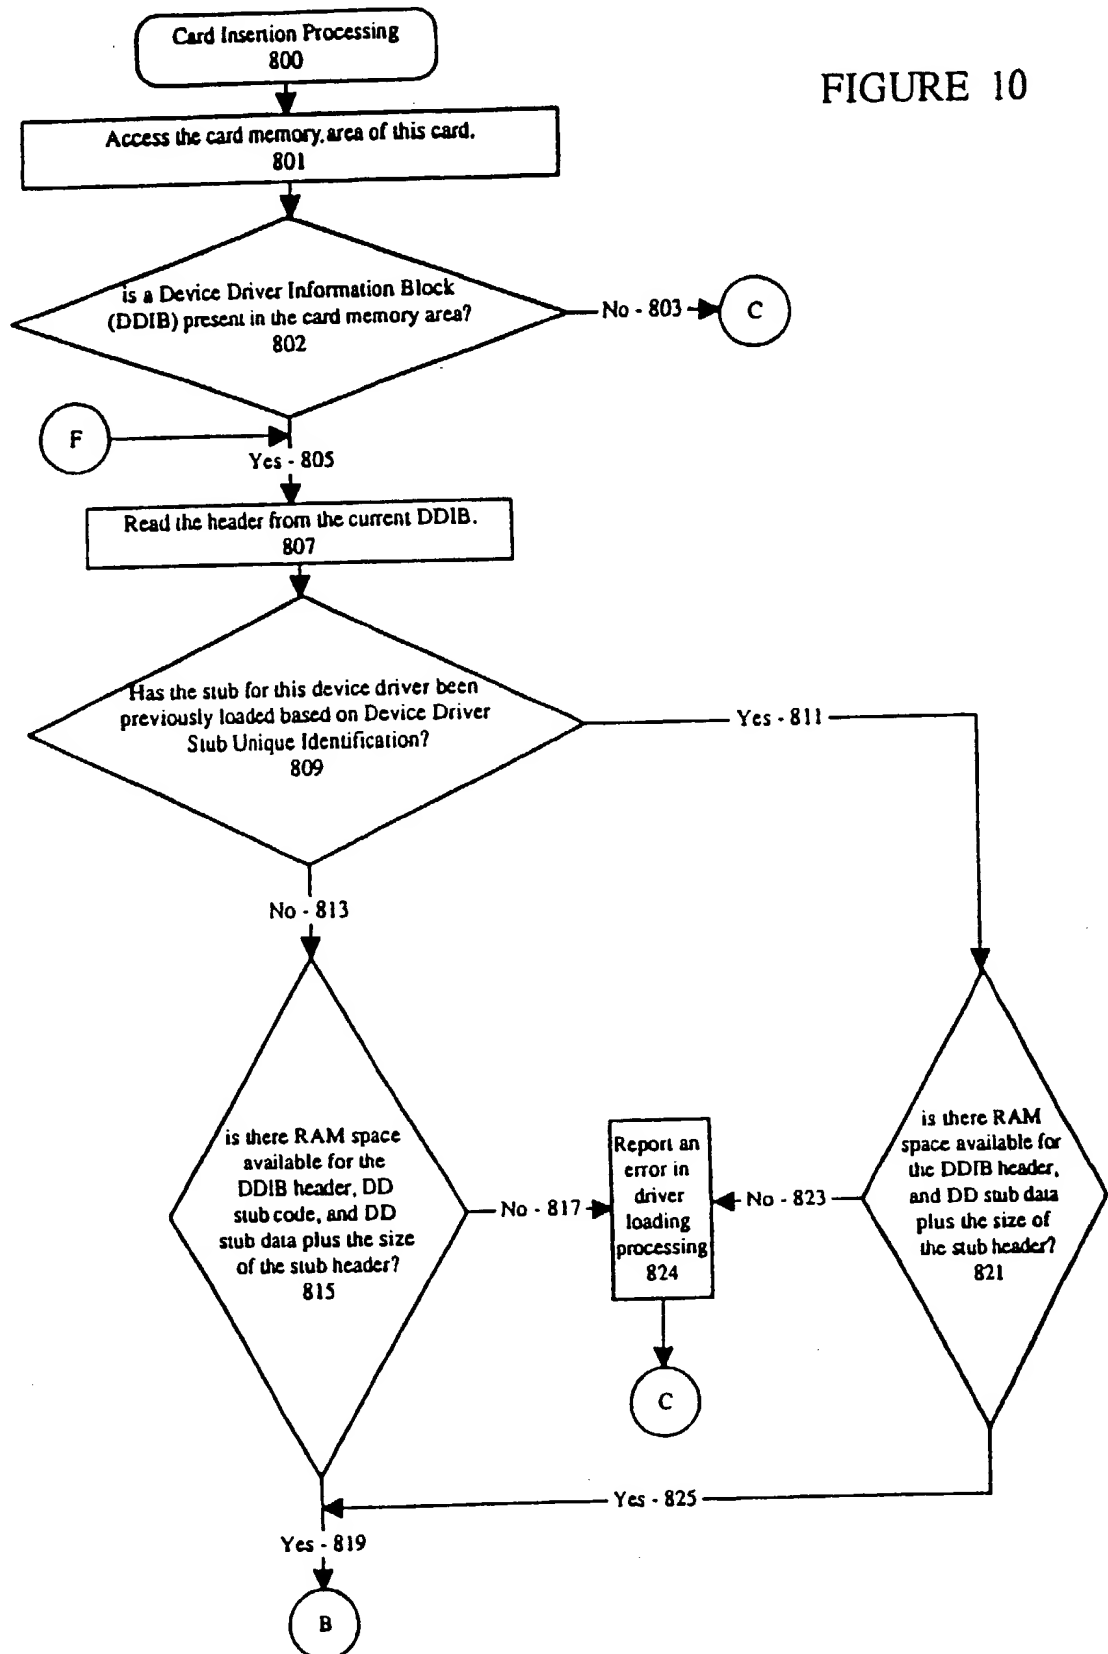 Card Insertion Processing
800
FIGURE 10
Access the card memory area of this card.
801
is a Device Driver Information Block
(DDIB) present in the card memory area?
802
No - 803
C
F
Yes - 805
Read the header from the current DDIB.
807
Has the stub for this device driver been
previously loaded based on Device Driver
Stub Unique Identification?
809
Yes - 811
No - 813
is there RAM space
available for the
DDIB header, DD
stub code, and DD
stub data plus the size
of the stub header?
815
No - 817
Report an
error in
driver
loading
processing
824
No - 823
is there RAM
space available for
the DDIB header,
and DD stub data
plus the size of
the stub header?
821
C
Yes - 825
Yes - 819
B